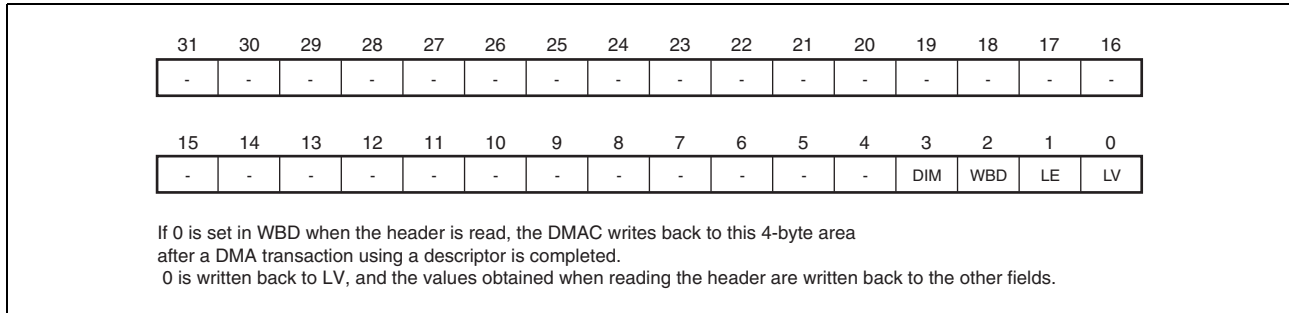 31 30 29 28 27 26 25 24 23 22 21 20 19 18 17 16
- - - - - - - - - - - - - - - -
15 14 13 12 11 10 9 8 7 6 5 4 3 2 1 0
- - - - - - - - - - - - DIM WBD LE LV
If 0 is set in WBD when the header is read, the DMAC writes back to this 4-byte area
after a DMA transaction using a descriptor is completed.
0 is written back to LV, and the values obtained when reading the header are written back to the other fields.